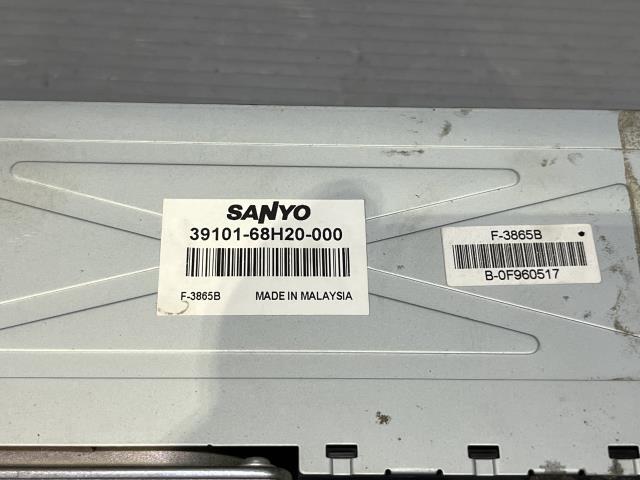 SANYO
39101-68H20-000
F-3865B MADE IN MALAYSIA
F-3865B
B-0F960517